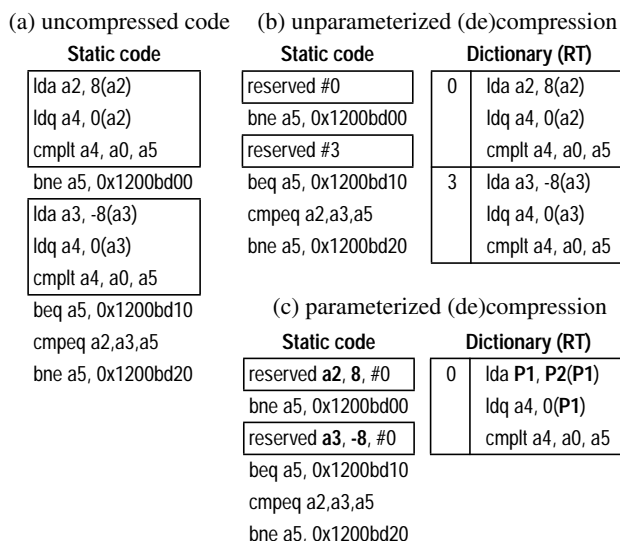 (a) uncompressed code
Static code
lda a2, 8(a2)
ldq a4, 0(a2)
cmplt a4, a0, a5
bne a5, 0x1200bd00
lda a3, -8(a3)
ldq a4, 0(a3)
cmplt a4, a0, a5
beq a5, 0x1200bd10
cmpeq a2,a3,a5
bne a5, 0x1200bd20
(b) unparameterized (de)compression
Static code
reserved #0
bne a5, 0x1200bd00
reserved #3
beq a5, 0x1200bd10
cmpeq a2,a3,a5
bne a5, 0x1200bd20
Dictionary (RT)
0 lda a2, 8(a2)
ldq a4, 0(a2)
cmplt a4, a0, a5
3 lda a3, -8(a3)
ldq a4, 0(a3)
cmplt a4, a0, a5
(c) parameterized (de)compression
Static code
reserved a2, 8, #0
bne a5, 0x1200bd00
reserved a3, -8, #0
beq a5, 0x1200bd10
cmpeq a2,a3,a5
bne a5, 0x1200bd20
Dictionary (RT)
0 lda P1, P2(P1)
ldq a4, 0(P1)
cmplt a4, a0, a5